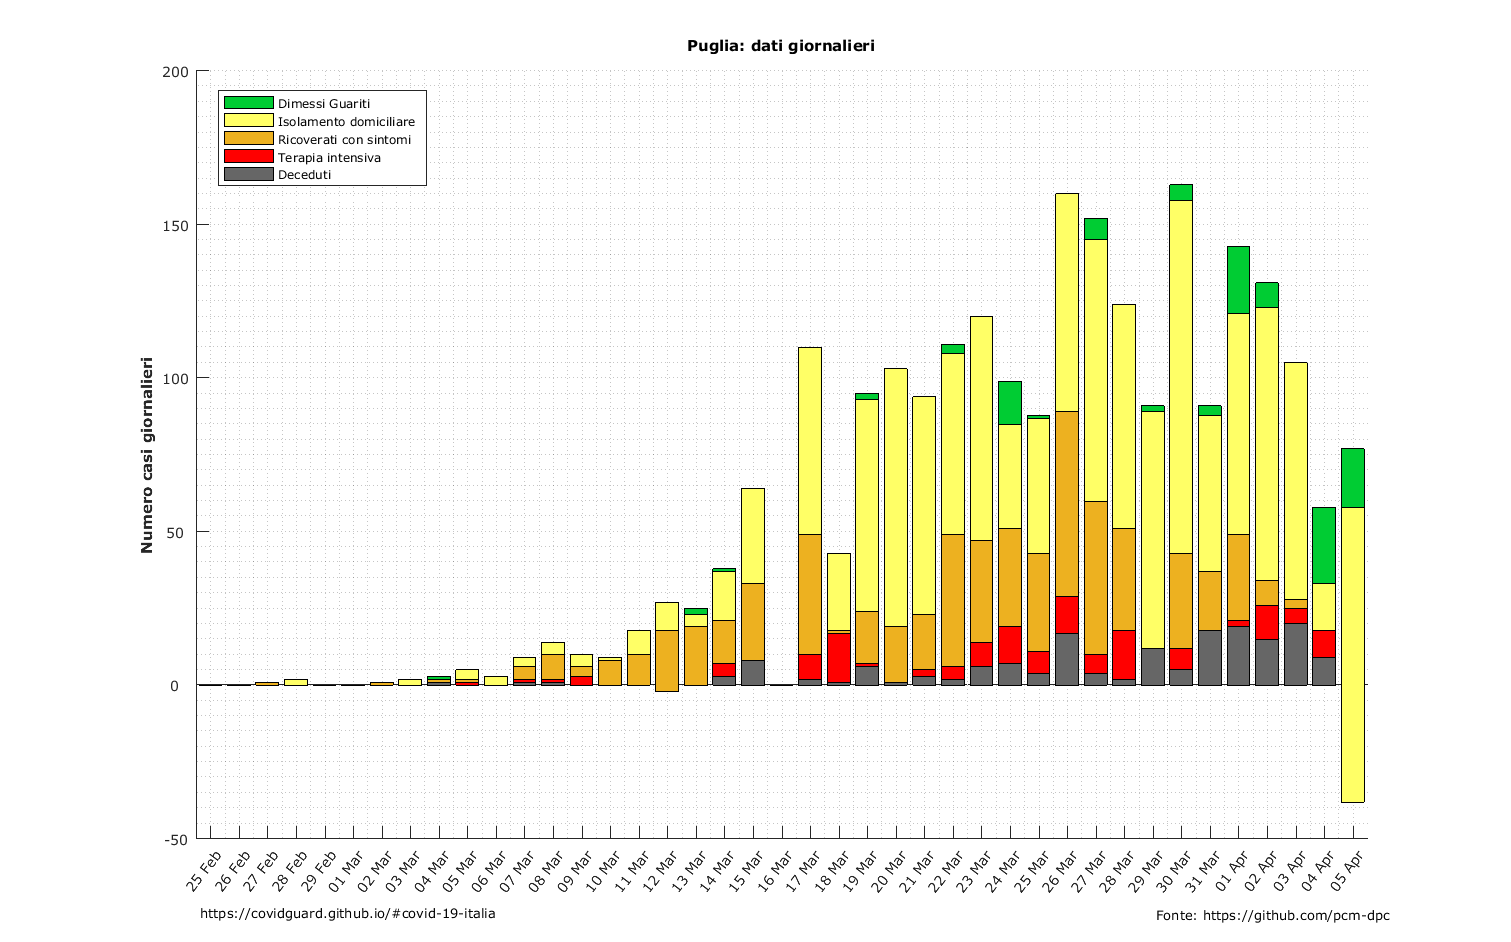 Puglia: dati giornalieri
200
150
100
50
0
-50
Numero casi giornalieri
Dimessi Guariti
Isolamento domiciliare
Ricoverati con sintomi
Terapia intensiva
Deceduti
25 Feb
26 Feb
27 Feb
28 Feb
29 Feb
01 Mar
02 Mar
03 Mar
04 Mar
05 Mar
06 Mar
07 Mar
08 Mar
09 Mar
10 Mar
11 Mar
12 Mar
13 Mar
14 Mar
15 Mar
16 Mar
17 Mar
18 Mar
19 Mar
20 Mar
21 Mar
22 Mar
23 Mar
24 Mar
25 Mar
26 Mar
27 Mar
28 Mar
29 Mar
30 Mar
31 Mar
01 Apr
02 Apr
03 Apr
04 Apr
05 Apr
https://covidguard.github.io/#covid-19-italia
Fonte: https://github.com/pcm-dpc